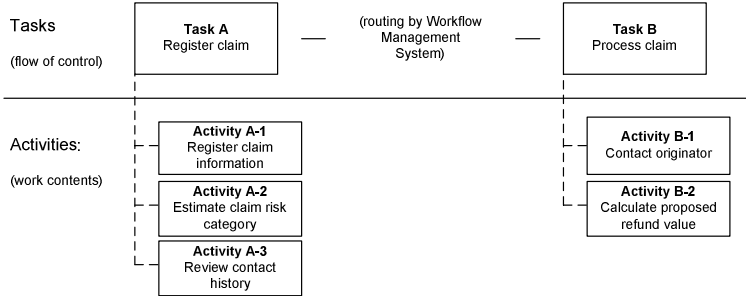 Tasks
(flow of control)
Task A
Register claim
(routing by Workflow
Management
System)
Task B
Process claim
Activities:
(work contents)
Activity A-1
Register claim
information
Activity A-2
Estimate claim risk
category
Activity A-3
Review contact
history
Activity B-1
Contact originator
Activity B-2
Calculate proposed
refund value